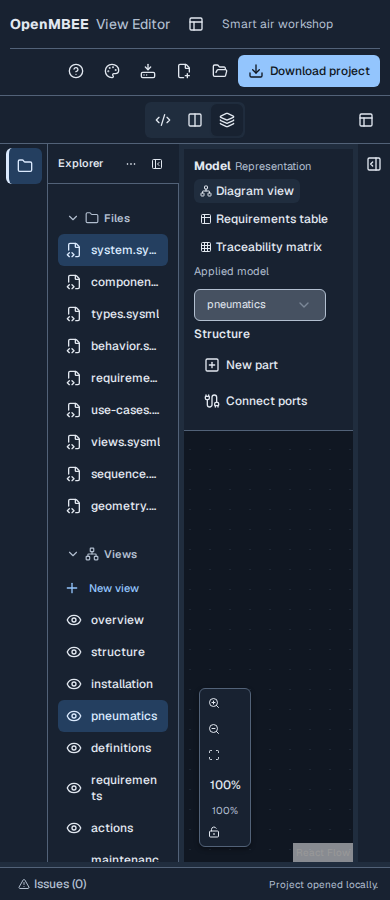 OpenMBEE View Editor Smart air workshop
Download project
Explorer
Files
system.sy...
componen...
types.sysml
behavior.s...
requireme...
use-cases....
views.sysml
sequence....
geometry....
Views
New view
overview
structure
installation
pneumatics
definitions
requiremen
ts
actions
maintenanc
Model Representation
Diagram view
Requirements table
Traceability matrix
Applied model
pneumatics
Structure
New part
Connect ports
100%
100%
React Flow
Issues (0)
Project opened locally.